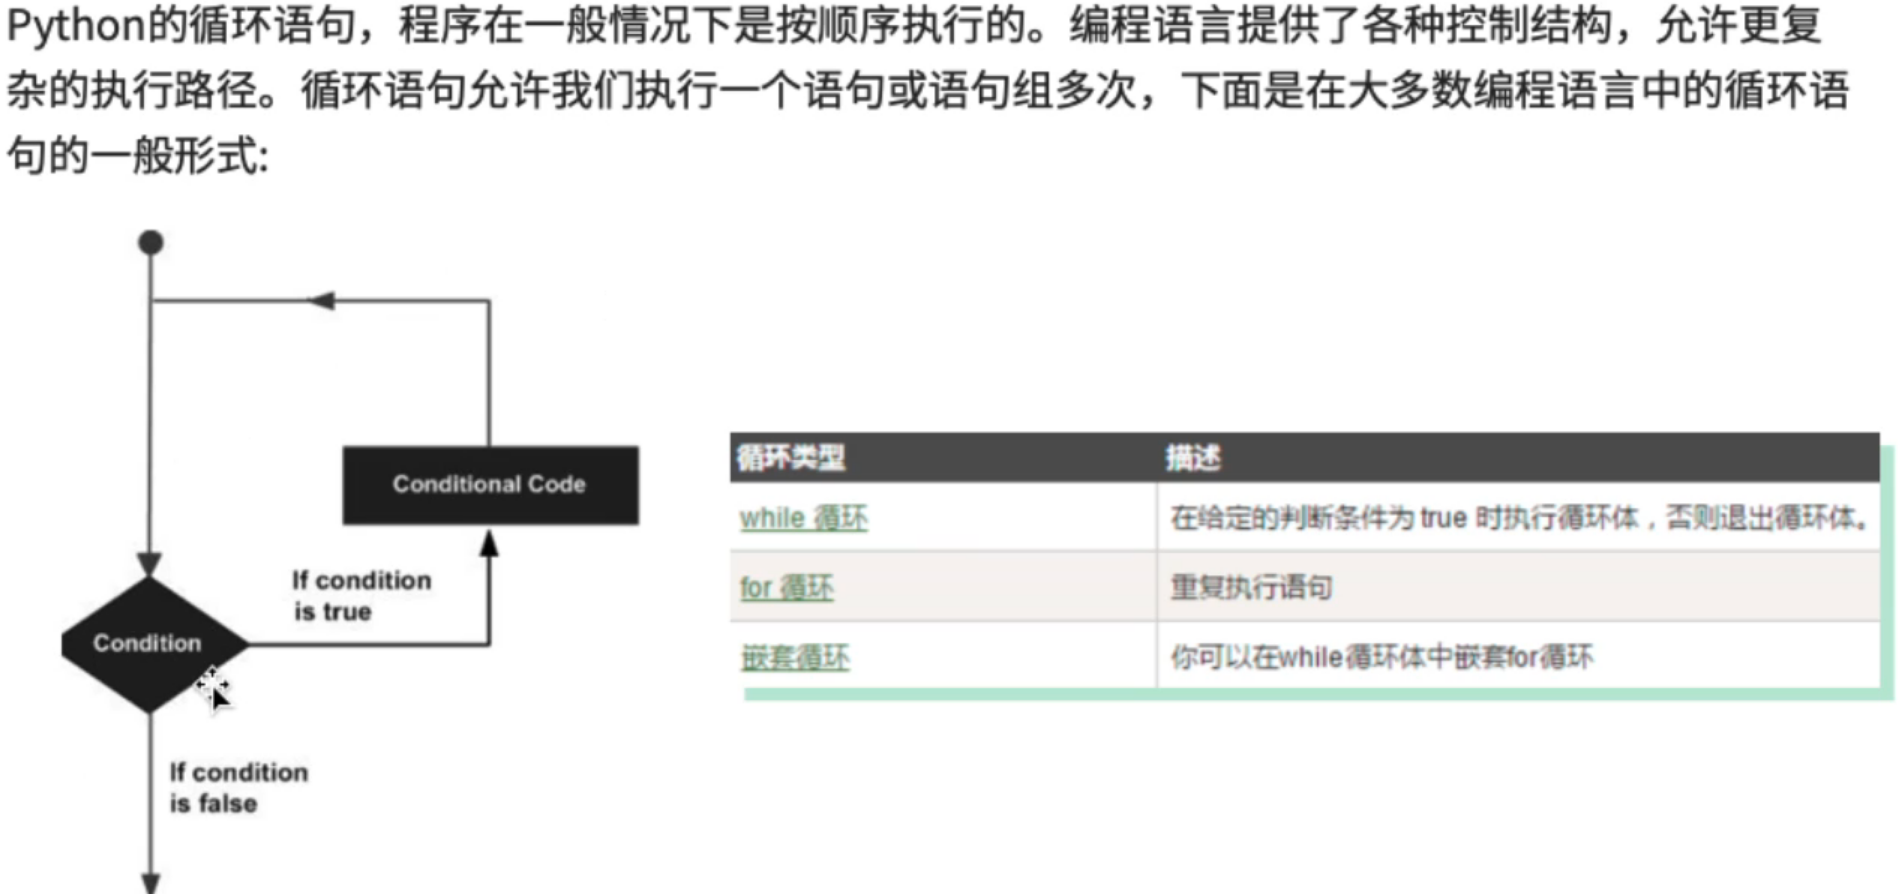 Python的循环语句，程序在一般情况下是按顺序执行的。编程语言提供了各种控制结构，允许更复
杂的执行路径。循环语句允许我们执行一个语句或语句组多次，下面是在大多数编程语言中的循环语
句的一般形式:
Conditional Code
If condition
is true
Condition
If condition
is false
循环类型 描述
while 循环 在给定的判断条件为 true 时执行循环体，否则退出循环体。
for 循环 重复执行语句
嵌套循环 你可以在while循环体中嵌套for循环